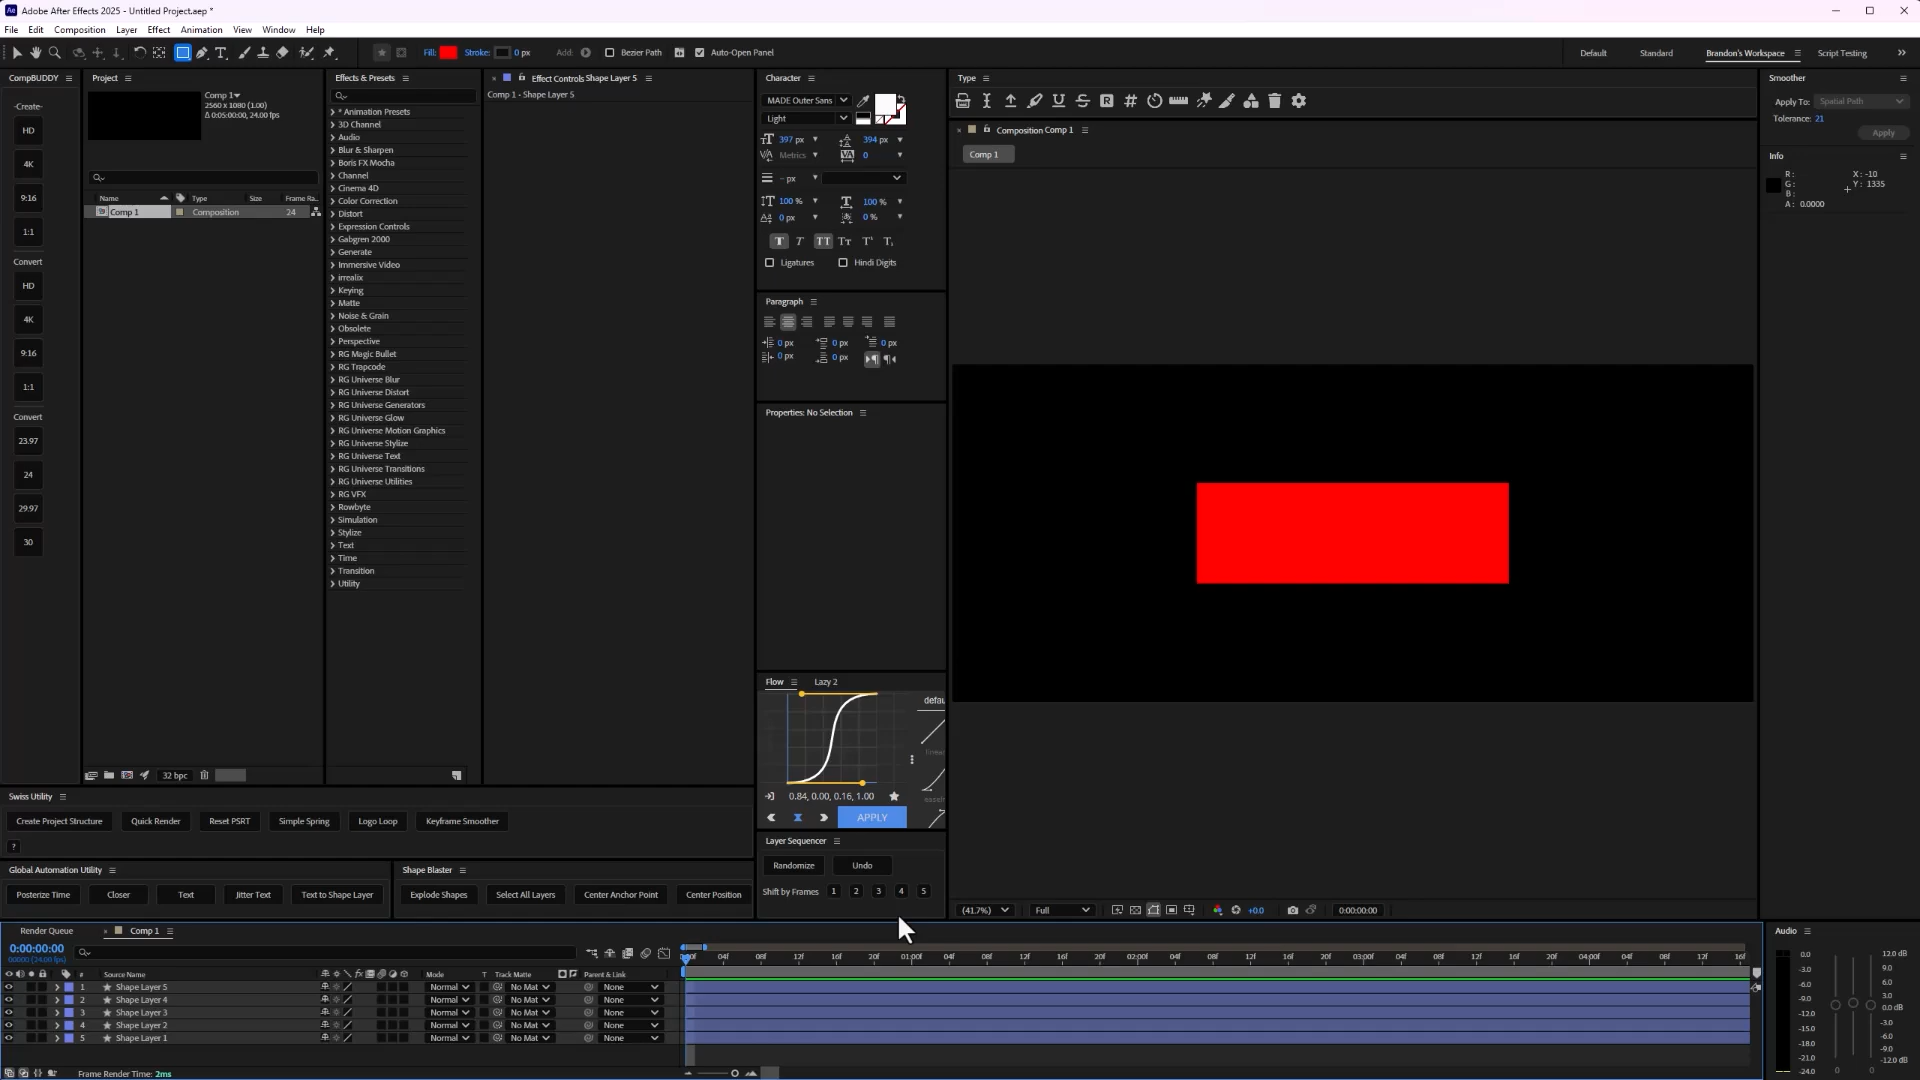 Adobe After Effects 2025 - Untitled Project.aep *
File Edit Composition Layer Effect Animation View Window Help
Fill: Stroke: 0 px Add: Bezier Path Auto-Open Panel Default Standard Brandon's Workspace Script Testing
CompBUDDY
-Create-
HD
4K
9:16
1:1
Convert
HD
4K
9:16
1:1
Convert
23.97
24
29.97
30
Project
Comp 1
2560 x 1080 (1.00)
Δ 0:05:00:00, 24.00 fps
Name Type Size Frame Ra..
Comp 1 Composition 24
32 bpc
Effects & Presets
* Animation Presets
3D Channel
Audio
Blur & Sharpen
Boris FX Mocha
Channel
Cinema 4D
Color Correction
Distort
Expression Controls
Gabgren 2000
Generate
Immersive Video
irrealix
Keying
Matte
Noise & Grain
Obsolete
Perspective
RG Magic Bullet
RG Trapcode
RG Universe Blur
RG Universe Distort
RG Universe Generators
RG Universe Glow
RG Universe Motion Graphics
RG Universe Stylize
RG Universe Text
RG Universe Transitions
RG Universe Utilities
RG VFX
Rowbyte
Simulation
Stylize
Text
Time
Transition
Utility
Effect Controls Shape Layer 5
Comp 1 - Shape Layer 5
Character
MADE Outer Sans
Light
397 px 394 px
Metrics 0
- px
100 % 100 %
0 px 0 %
Ligatures Hindi Digits
Paragraph
0 px 0 px 0 px
0 px 0 px
Properties: No Selection
Flow Lazy 2
defau
0.84, 0.00, 0.16, 1.00
APPLY
Layer Sequencer
Randomize Undo
Shift by Frames 1 2 3 4 5
Type
Composition Comp 1
Comp 1
(41.7%) Full +0.0 0:00:00:00
Smoother
Apply To: Spatial Path
Tolerance: 21
Apply
Info
R: X: -10
G: Y: 1335
B:
A: 0.0000
Swiss Utility
Create Project Structure Quick Render Reset PSRT Simple Spring Logo Loop Keyframe Smoother
?
Global Automation Utility
Posterize Time Closer Text Jitter Text Text to Shape Layer
Shape Blaster
Explode Shapes Select All Layers Center Anchor Point Center Position
Render Queue Comp 1
0:00:00:00
00000 (24.00 fps)
04f 08f 12f 16f 20f 01:00f 04f 08f 12f 16f 20f 02:00f 04f 08f 12f 16f 20f 03:00f 04f 08f 12f 16f 20f 04:00f 04f 08f 12f 16f
# Source Name Mode T Track Matte Parent & Link
1 Shape Layer 5 Normal No Mat None
2 Shape Layer 4 Normal No Mat None
3 Shape Layer 3 Normal No Mat None
4 Shape Layer 2 Normal No Mat None
5 Shape Layer 1 Normal No Mat None
Frame Render Time: 2ms
Audio
0.0 12.0 dB
-3.0 9.0
-6.0 6.0
-9.0 3.0
-12.0 0.0 dB
-15.0 -3.0
-18.0 -6.0
-21.0 -9.0
-24.0 -12.0 dB
0 0